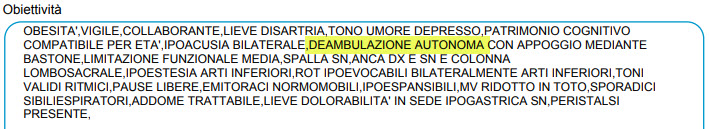 Obiettività
OBESITA',VIGILE,COLLABORANTE,LIEVE DISARTRIA,TONO UMORE DEPRESSO,PATRIMONIO COGNITIVO
COMPATIBILE PER ETA',IPOACUSIA BILATERALE,DEAMBULAZIONE AUTONOMA CON APPOGGIO MEDIANTE
BASTONE,LIMITAZIONE FUNZIONALE MEDIA,SPALLA SN,ANCA DX E SN E COLONNA
LOMBOSACRALE,IPOESTESIA ARTI INFERIORI,ROT IPOEVOCABILI BILATERALMENTE ARTI INFERIORI,TONI
VALIDI RITMICI,PAUSE LIBERE,EMITORACI NORMOMOBILI,IPOESPANSIBILI,MV RIDOTTO IN TOTO,SPORADICI
SIBILIESPIRATORI,ADDOME TRATTABILE,LIEVE DOLORABILITA' IN SEDE IPOGASTRICA SN,PERISTALSI
PRESENTE,